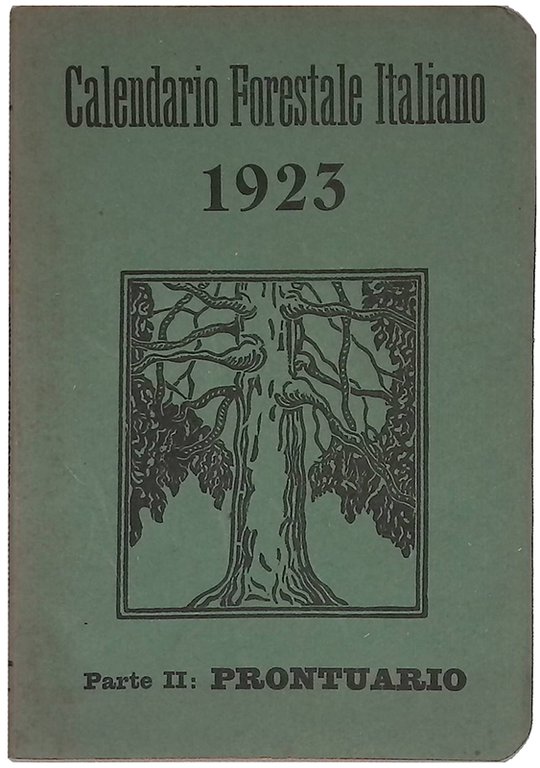 Calendario Forestale Italiano
1923
Parte II: PRONTUARIO